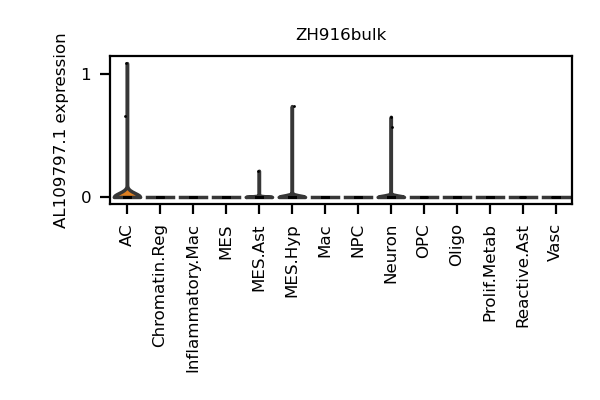 ZH916bulk
AL109797.1 expression
1
0
AC
Chromatin.Reg
Inflammatory.Mac
MES
MES.Ast
MES.Hyp
Mac
NPC
Neuron
OPC
Oligo
Prolif.Metab
Reactive.Ast
Vasc